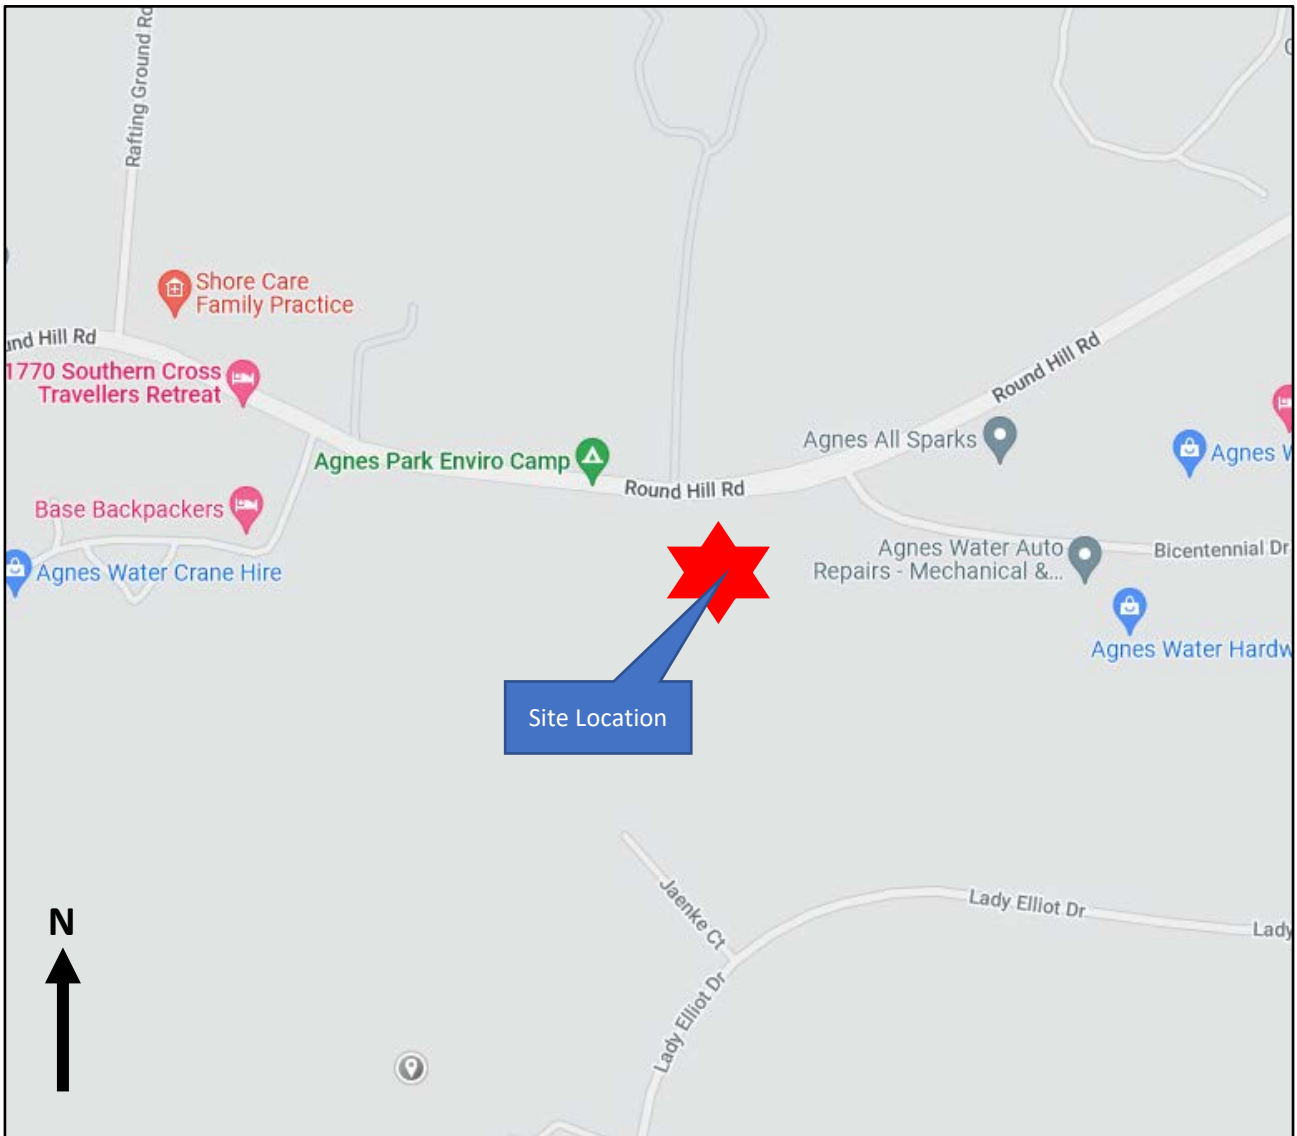 Rafting Ground Rd
Shore Care
Family Practice
und Hill Rd
1770 Southern Cross
Travellers Retreat
Round Hill Rd
Agnes All Sparks
Agnes W
Agnes Park Enviro Camp
Round Hill Rd
Base Backpackers
Agnes Water Crane Hire
Agnes Water Auto
Repairs - Mechanical &...
Bicentennial Dr
Agnes Water Hardw
Site Location
Jaenke Ct
Lady Elliot Dr
Lady
Lady Elliot Dr
N